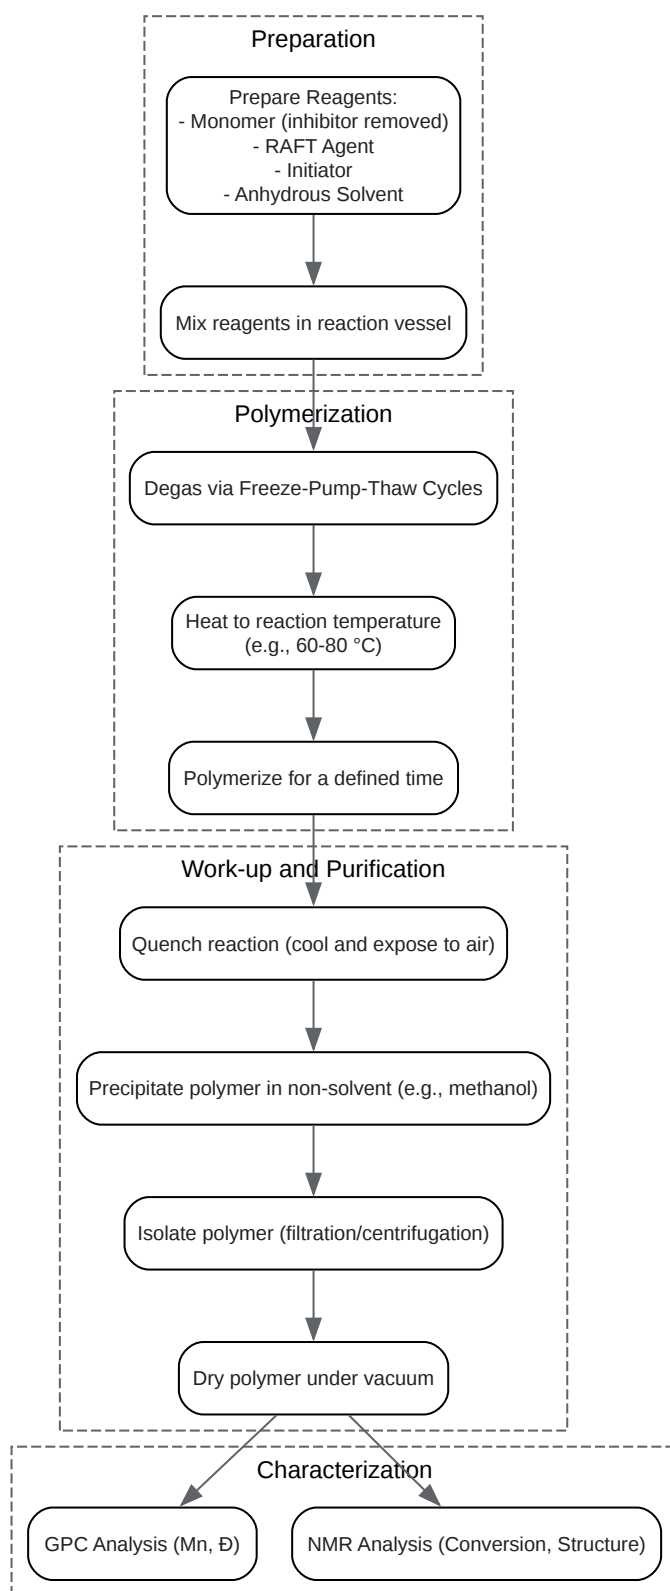 Preparation
Prepare Reagents:
- Monomer (inhibitor removed)
- RAFT Agent
- Initiator
- Anhydrous Solvent
Mix reagents in reaction vessel
Polymerization
Degas via Freeze-Pump-Thaw Cycles
Heat to reaction temperature
(e.g., 60-80 °C)
Polymerize for a defined time
Work-up and Purification
Quench reaction (cool and expose to air)
Precipitate polymer in non-solvent (e.g., methanol)
Isolate polymer (filtration/centrifugation)
Dry polymer under vacuum
Characterization
GPC Analysis (Mn, Đ)
NMR Analysis (Conversion, Structure)